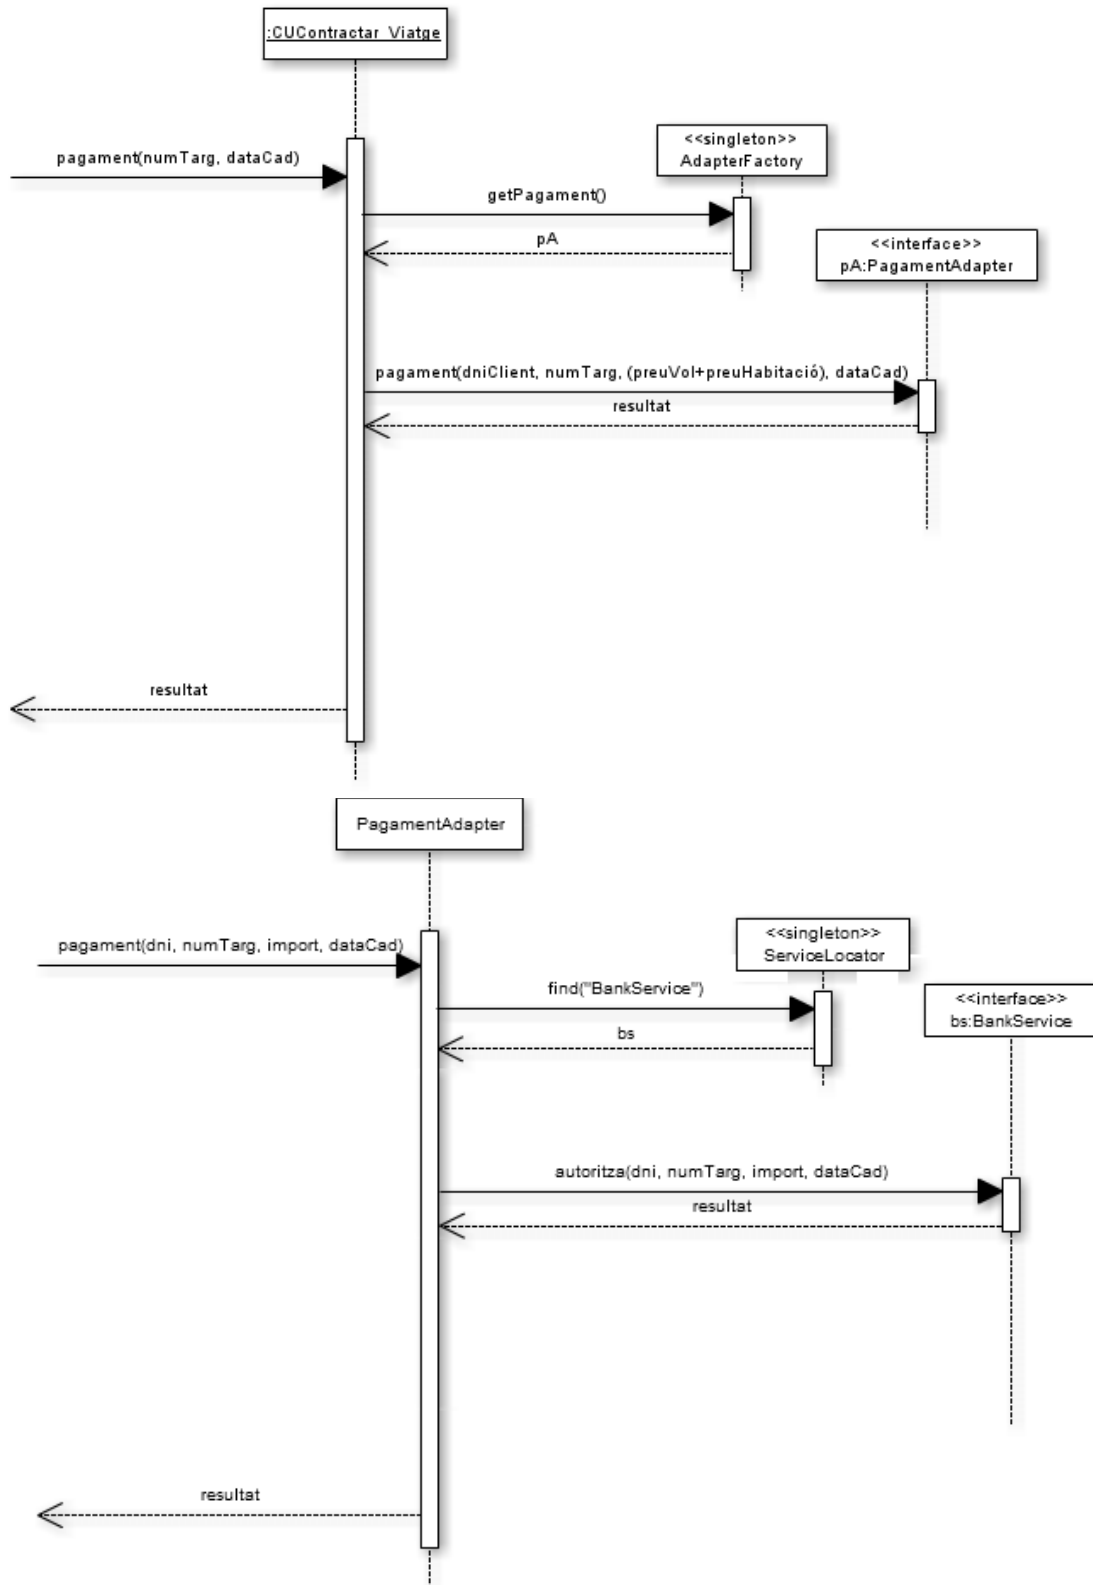 :CUContractar Viatge
pagament(numTarg, dataCad)
<<singleton>>
AdapterFactory
getPagament()
pA
<<interface>>
pA:PagamentAdapter
pagament(dniClient, numTarg, (preuVol+preuHabitació), dataCad)
resultat
resultat
PagamentAdapter
pagament(dni, numTarg, import, dataCad)
<<singleton>>
ServiceLocator
find("BankService")
bs
<<interface>>
bs:BankService
autoritza(dni, numTarg, import, dataCad)
resultat
resultat